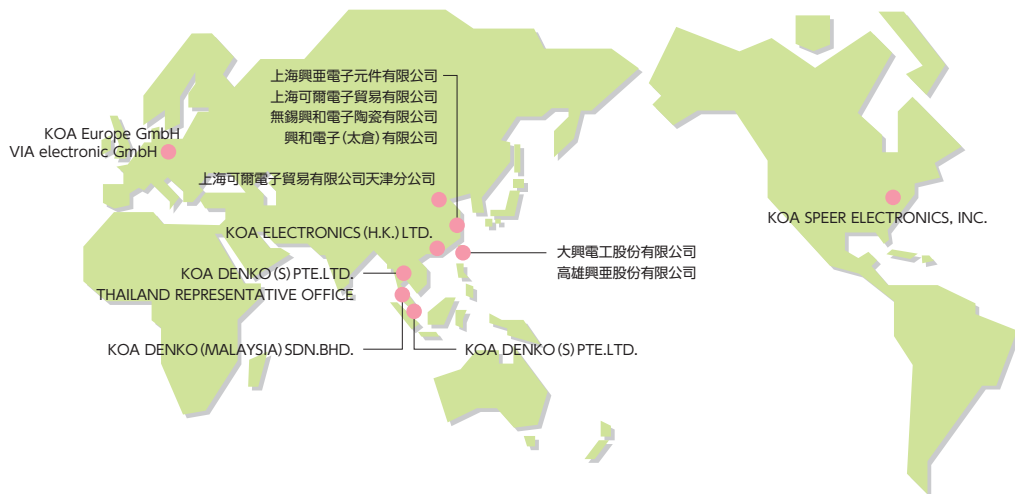 上海興亜電子元件有限公司
上海可爾電子貿易有限公司
無錫興和電子陶瓷有限公司
興和電子(太倉)有限公司
KOA Europe GmbH
VIA electronic GmbH
上海可爾電子貿易有限公司天津分公司
KOA SPEER ELECTRONICS, INC.
KOA ELECTRONICS (H.K.) LTD.
大興電工股份有限公司
高雄興亜股份有限公司
KOA DENKO (S) PTE.LTD.
THAILAND REPRESENTATIVE OFFICE
KOA DENKO (MALAYSIA) SDN.BHD.
KOA DENKO (S) PTE.LTD.